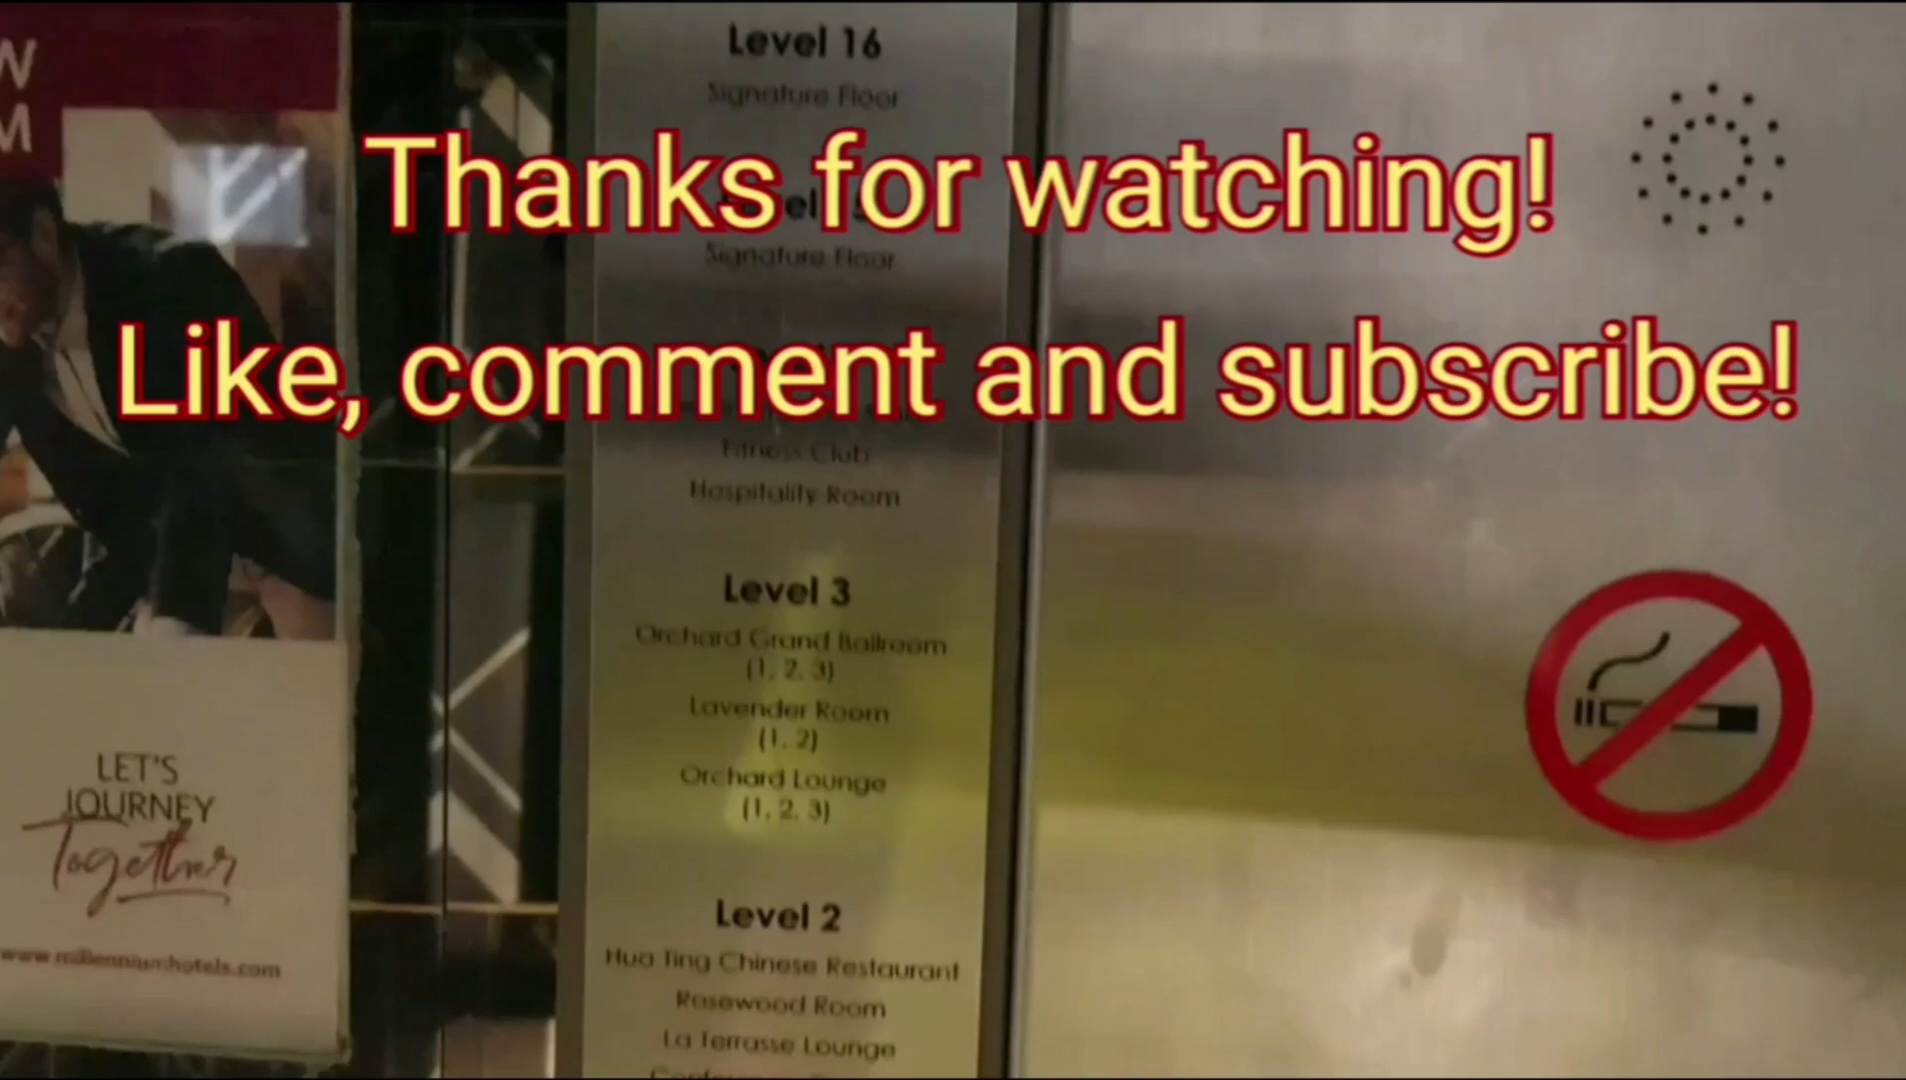 Thanks for watching!
Like, comment and subscribe!
Level 16
Signature Floor
Signature Floor
Fitness Club
Hospitality Room
Level 3
Orchard Grand Ballroom
(1, 2, 3)
Lavender Room
(1, 2)
Orchard Lounge
(1, 2, 3)
Level 2
Hua Ting Chinese Restaurant
Rosewood Room
La Terrasse Lounge
LET'S
JOURNEY
Together
www.millenniumhotels.com